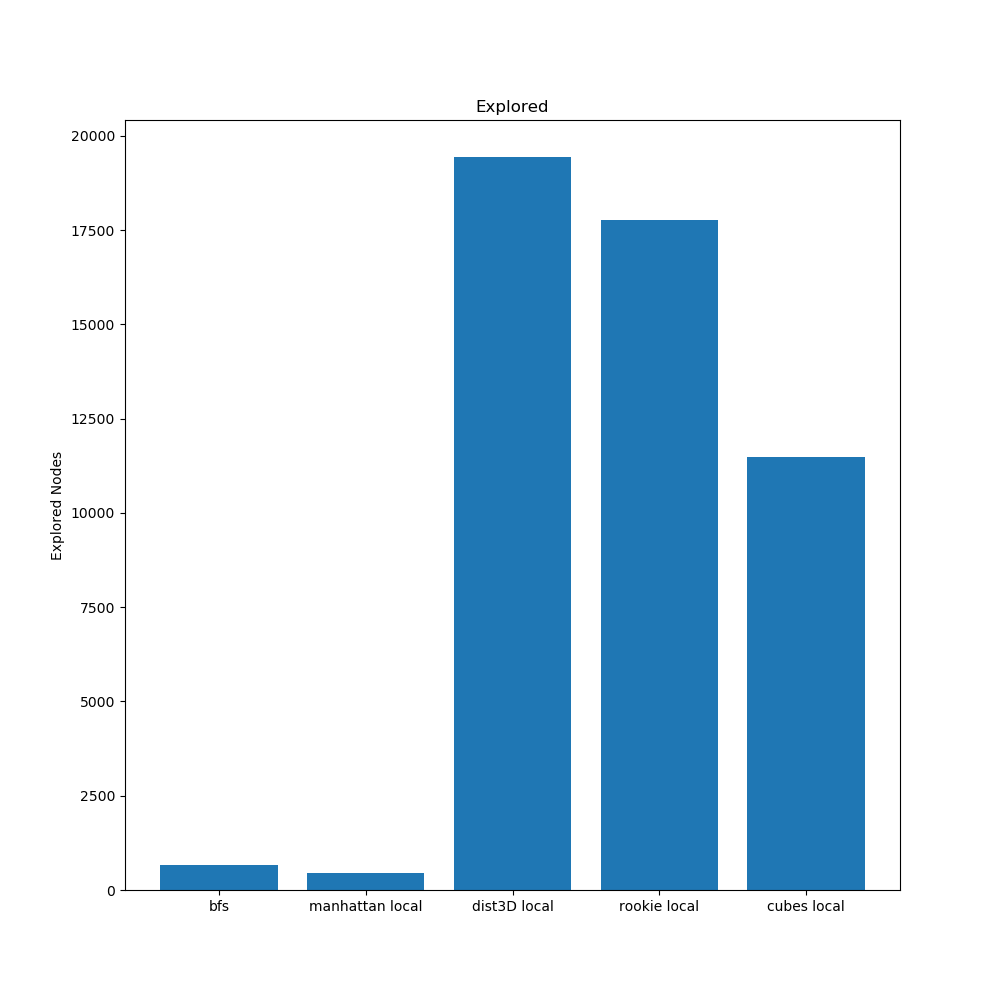 Explored
20000
17500
15000
12500
10000
7500
5000
2500
0
Explored Nodes
bfs
manhattan local
dist3D local
rookie local
cubes local